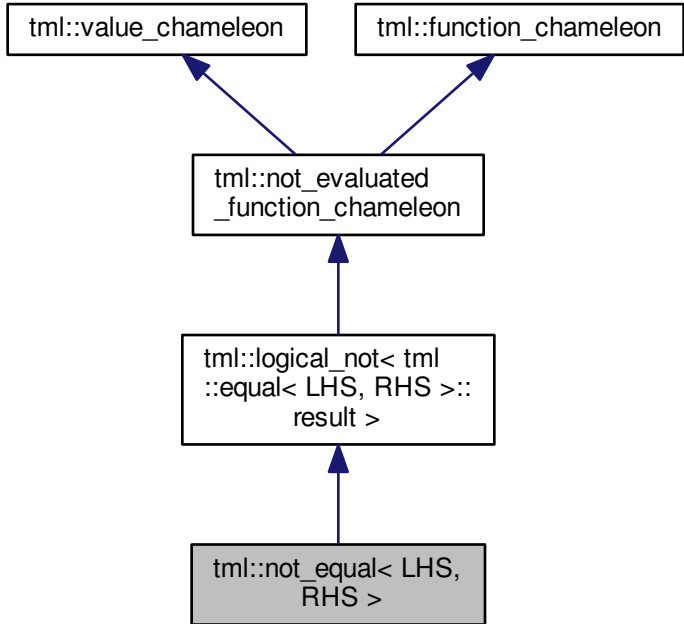 tml::value_chameleon
tml::function_chameleon
tml::not_evaluated
_function_chameleon
tml::logical_not< tml
::equal< LHS, RHS >::
result >
tml::not_equal< LHS,
RHS >